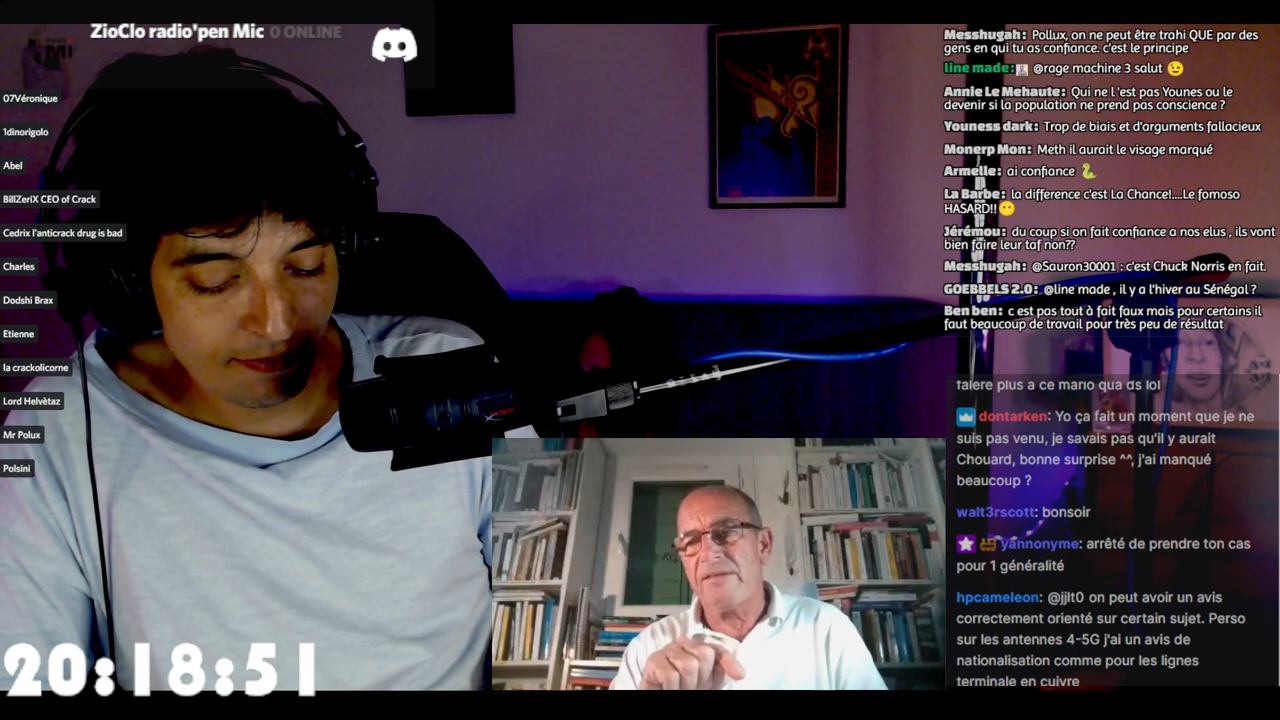 ZioClo radio'pen Mic 0 ONLINE
07Véronique
1dinorigolo
Abel
BillZeriX CEO of Crack
Cedrix l'anticrack drug is bad
Charles
Dodshi Brax
Etienne
la crackolicorne
Lord Helvètaz
Mr Polux
Polsini
20:18:51
Messhugah: Pollux, on ne peut être trahi QUE par des
gens en qui tu as confiance. c'est le principe
line made: @rage machine 3 salut 😉
Annie Le Mehaute: Qui ne l 'est pas Younes ou le
devenir si la population ne prend pas conscience ?
Youness dark: Trop de biais et d'arguments fallacieux
Monerp Mon: Meth il aurait le visage marqué
Armelle: ai confiance 🐍
La Barbe: la difference c'est La Chance!....Le fomoso
HASARD!!😶
Jérémou: du coup si on fait confiance a nos elus , ils vont
bien faire leur taf non??
Messhugah: @Sauron30001 : c'est Chuck Norris en fait.
GOEBBELS 2.0: @line made , il y a l'hiver au Sénégal ?
Ben ben: c est pas tout à fait faux mais pour certains il
faut beaucoup de travail pour très peu de résultat
falere plus a ce mano qua ds lol
dontarken: Yo ça fait un moment que je ne
suis pas venu, je savais pas qu'il y aurait
Chouard, bonne surprise ^^, j'ai manqué
beaucoup ?
walt3rscott: bonsoir
yannonyme: arrêté de prendre ton cas
pour 1 généralité
hpcameleon: @jjlt0 on peut avoir un avis
correctement orienté sur certain sujet. Perso
sur les antennes 4-5G j'ai un avis de
nationalisation comme pour les lignes
terminale en cuivre